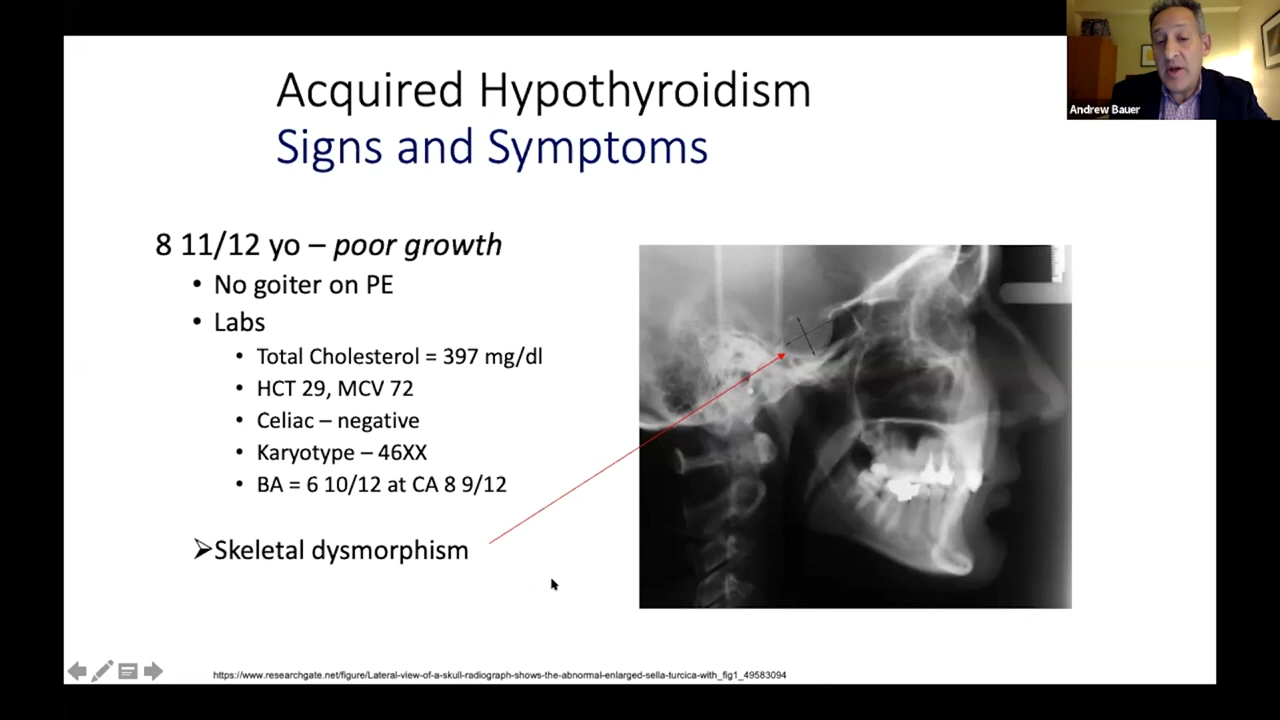 Acquired Hypothyroidism
Signs and Symptoms
Andrew Bauer
8 11/12 yo – poor growth
• No goiter on PE
• Labs
• Total Cholesterol = 397 mg/dl
• HCT 29, MCV 72
• Celiac – negative
• Karyotype – 46XX
• BA = 6 10/12 at CA 8 9/12
➢Skeletal dysmorphism
https://www.researchgate.net/figure/Lateral-view-of-a-skull-radiograph-shows-the-abnormal-enlarged-sella-turcica-with_fig1_49583094